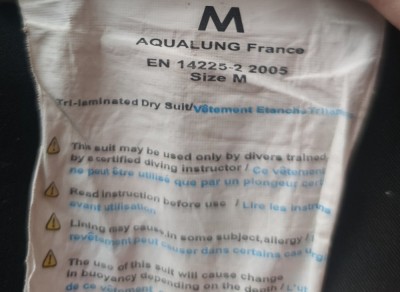 M
AQUALUNG France
EN 14225-2 2005
Size M
Tri-laminated Dry Suit/Vêtement Etanche
This suit may be used only by divers trained
by a certified diving instructor / Ce vêtement
ne peut être utilisé que par un plongeur
Read instruction before use / Lire les
avant utilisation
Lining may cause, in some subject, allergy /
revêtement peut causer dans certains cas
The use of this suit will cause change
in buoyancy depending on the depth / L'
de ce vêtement